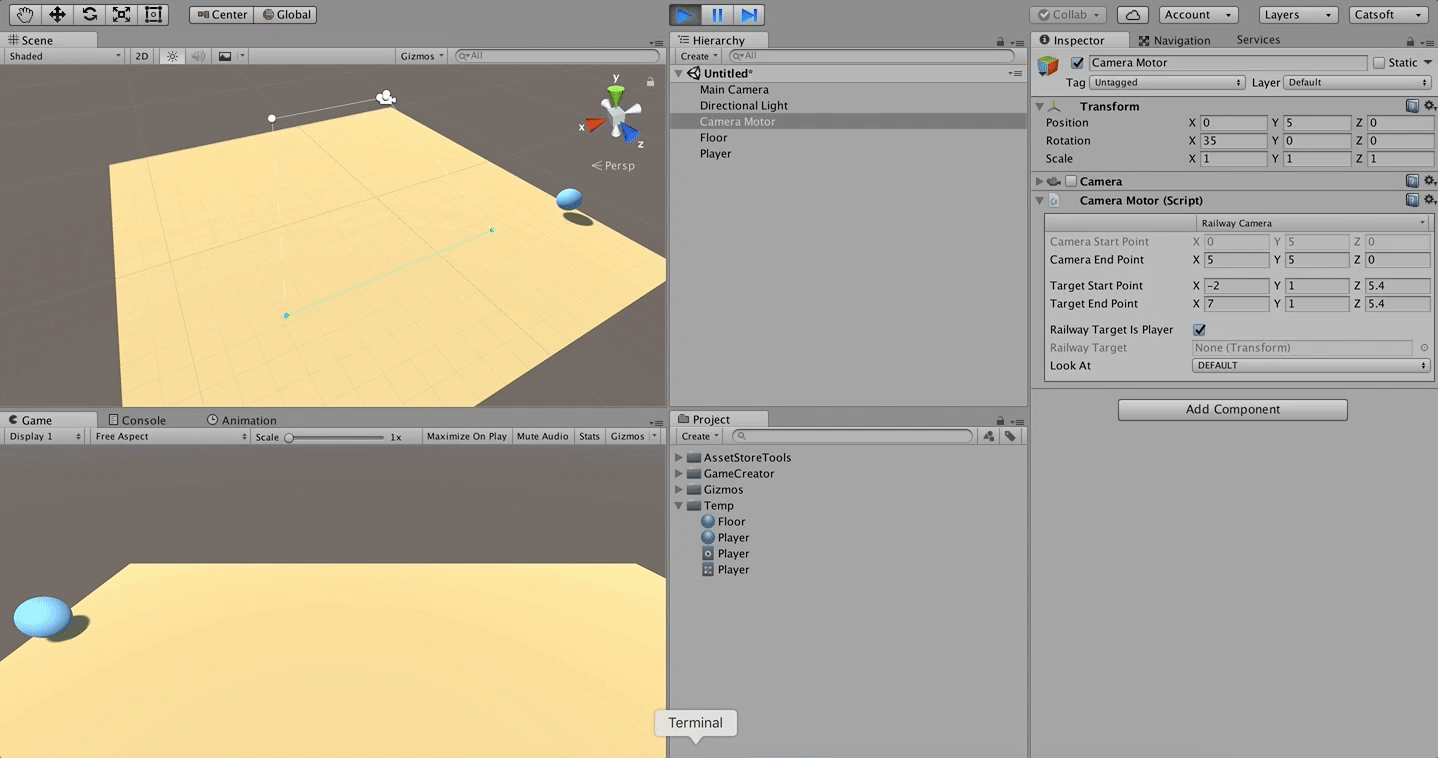 Center Global Collab Account Layers Catsoft
Scene
Shaded 2D Gizmos All
y
x
z
Persp
Hierarchy
Create All
Untitled*
Main Camera
Directional Light
Camera Motor
Floor
Player
Inspector Navigation Services
Camera Motor Static
Tag Untagged Layer Default
Transform
Position X 0 Y 5 Z 0
Rotation X 35 Y 0 Z 0
Scale X 1 Y 1 Z 1
Camera
Camera Motor (Script)
Railway Camera
Camera Start Point X 0 Y 5 Z 0
Camera End Point X 5 Y 5 Z 0
Target Start Point X -2 Y 1 Z 5.4
Target End Point X 7 Y 1 Z 5.4
Railway Target Is Player
Railway Target None (Transform)
Look At DEFAULT
Add Component
Game Console Animation
Display 1 Free Aspect Scale 1x Maximize On Play Mute Audio Stats Gizmos
Project
Create
AssetStoreTools
GameCreator
Gizmos
Temp
Floor
Player
Player
Player
Terminal